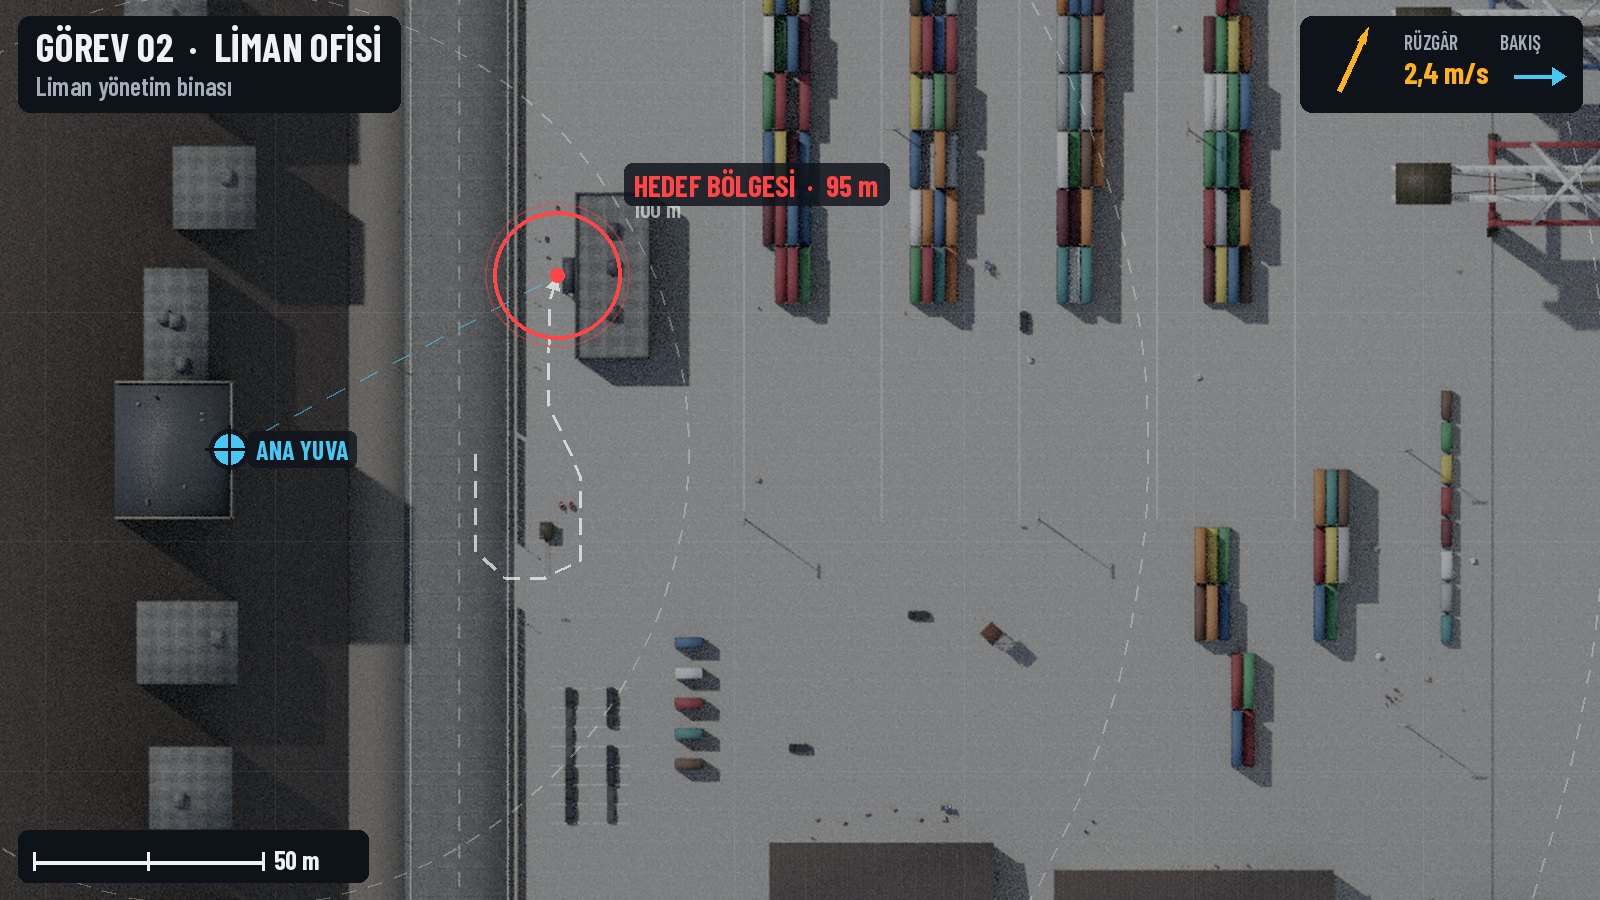 GÖREV 02 · LİMAN OFİSİ
Liman yönetim binası
RÜZGÂR BAKIŞ
2,4 m/s
HEDEF BÖLGESİ · 95 m
100 m
ANA YUVA
50 m